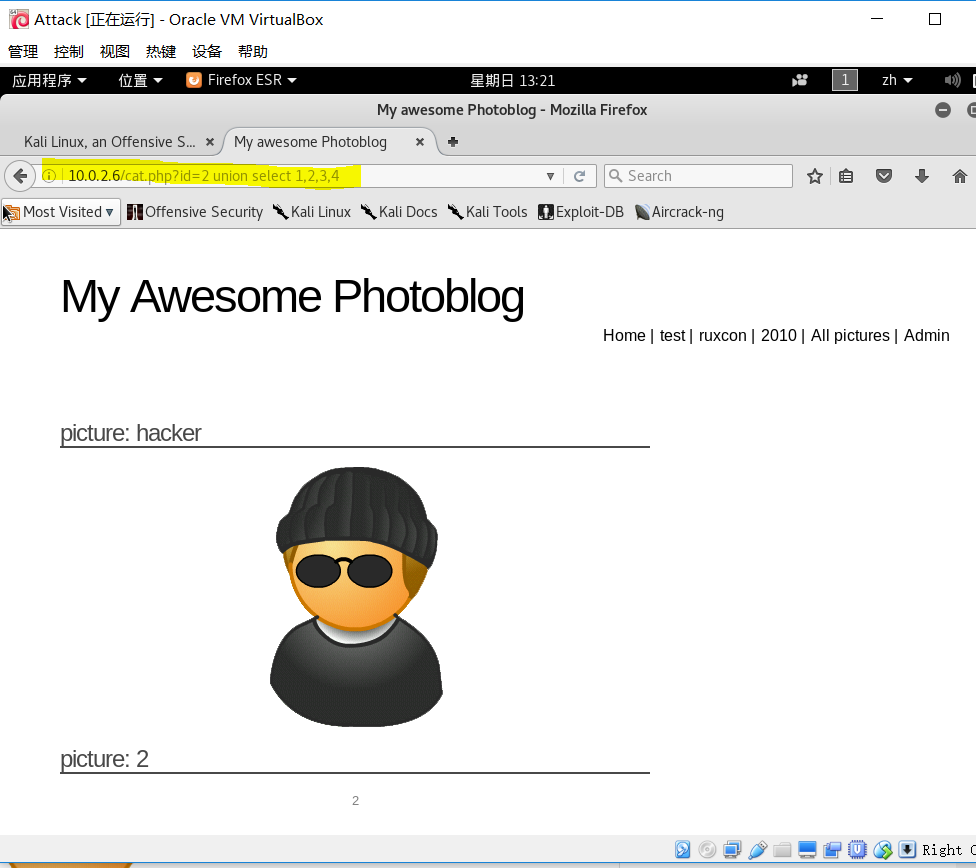 Attack [正在运行] - Oracle VM VirtualBox
管理 控制 视图 热键 设备 帮助
应用程序 位置 Firefox ESR 星期日 13:21 1 zh
My awesome Photoblog - Mozilla Firefox
Kali Linux, an Offensive S... My awesome Photoblog
10.0.2.6/cat.php?id=2 union select 1,2,3,4 Search
Most Visited Offensive Security Kali Linux Kali Docs Kali Tools Exploit-DB Aircrack-ng
My Awesome Photoblog
Home | test | ruxcon | 2010 | All pictures | Admin
picture: hacker
picture: 2
2
Right